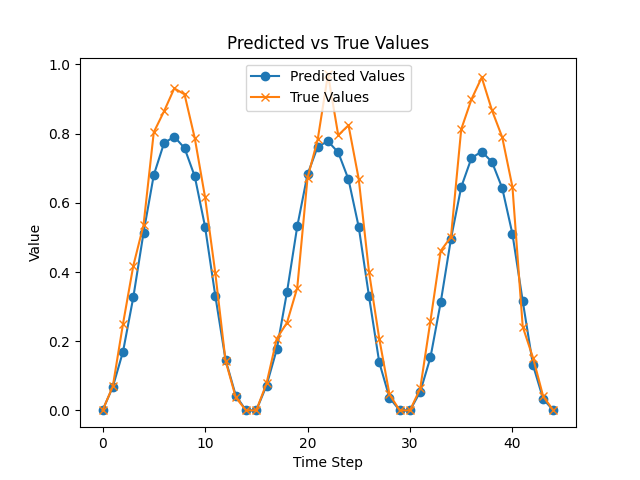 Predicted vs True Values
Predicted Values
True Values
1.0
0.8
0.6
0.4
0.2
0.0
Value
0 10 20 30 40
Time Step